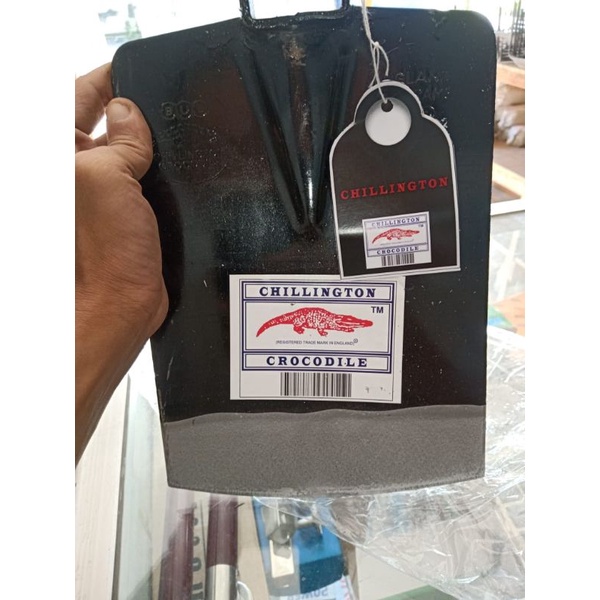 CHILLINGTON
CHILLINGTON
CROCODILE
CHILLINGTON
TM
(REGISTERED TRADE MARK IN ENGLAND)
CROCODILE